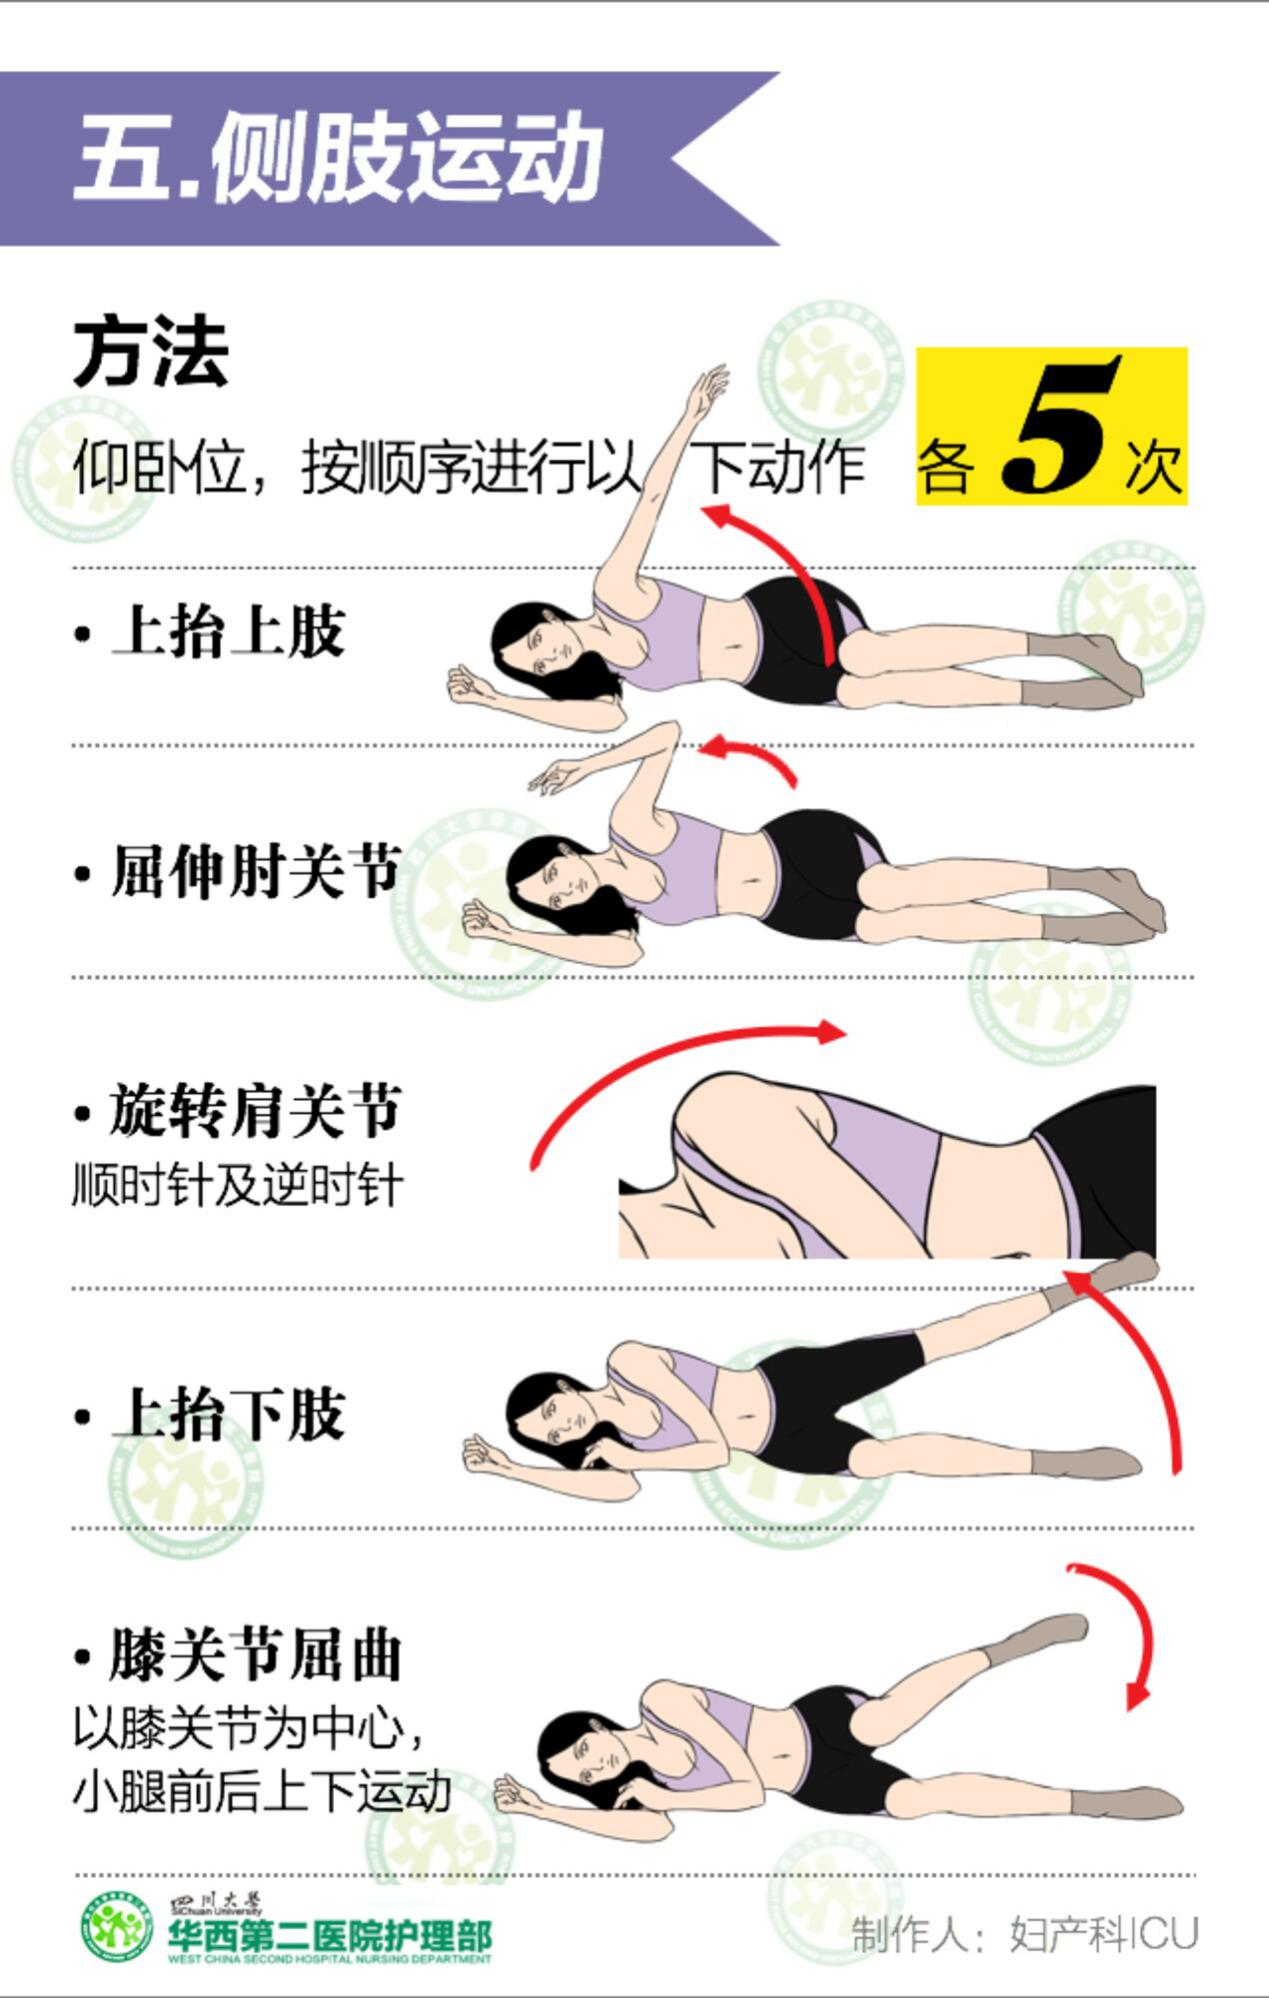 五.侧肢运动
方法
仰卧位，按顺序进行以下动作 各5次
·上抬上肢
·屈伸肘关节
·旋转肩关节
顺时针及逆时针
·上抬下肢
·膝关节屈曲
以膝关节为中心，
小腿前后上下运动
四川大学
SiChuan University
华西第二医院护理部
WEST CHINA SECOND HOSPITAL NURSING DEPARTMENT
制作人：妇产科ICU